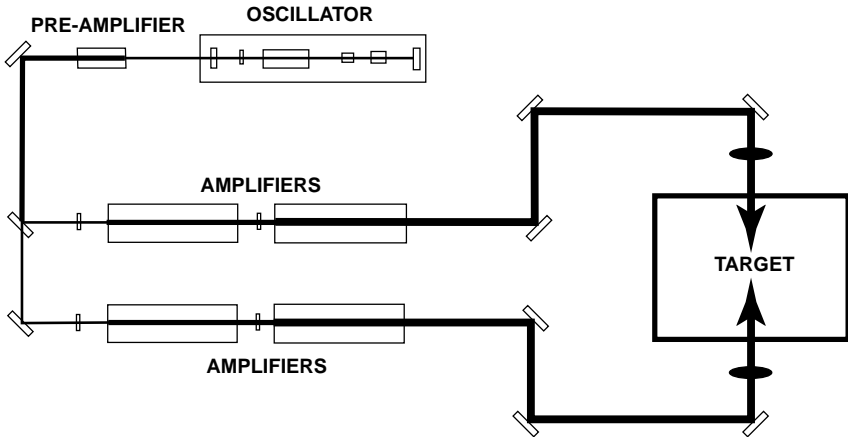 OSCILLATOR
PRE-AMPLIFIER
AMPLIFIERS
TARGET
AMPLIFIERS